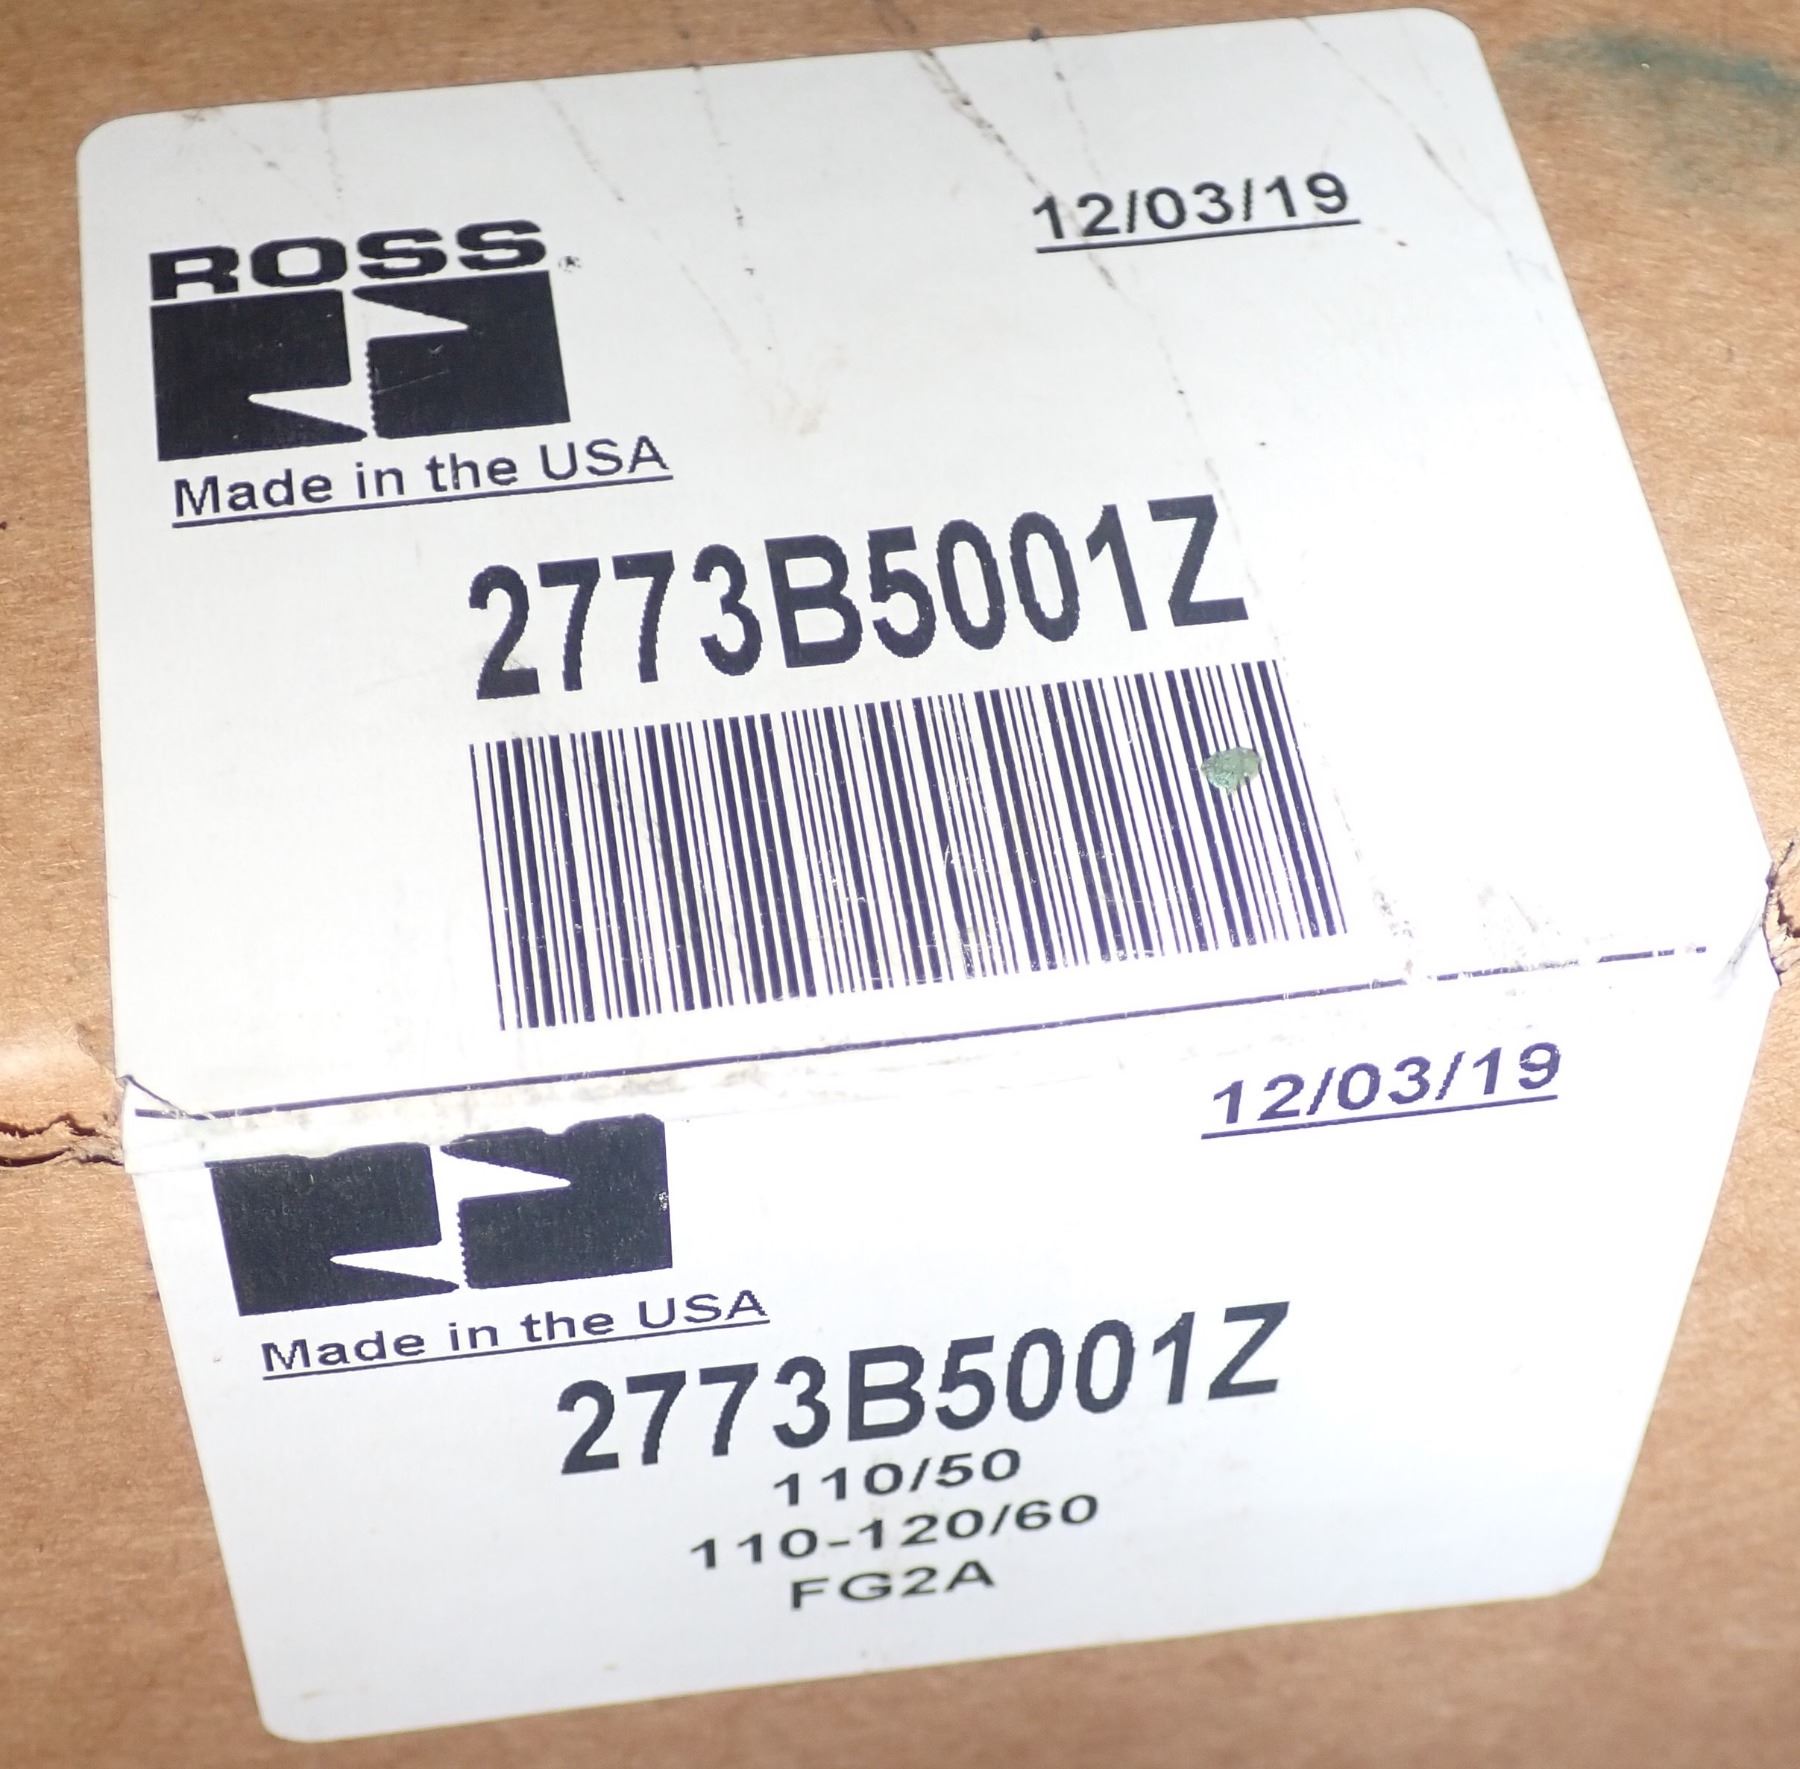 12/03/19
ROSS®
Made in the USA
2773B5001Z
12/03/19
Made in the USA
2773B5001Z
110/50
110-120/60
FG2A